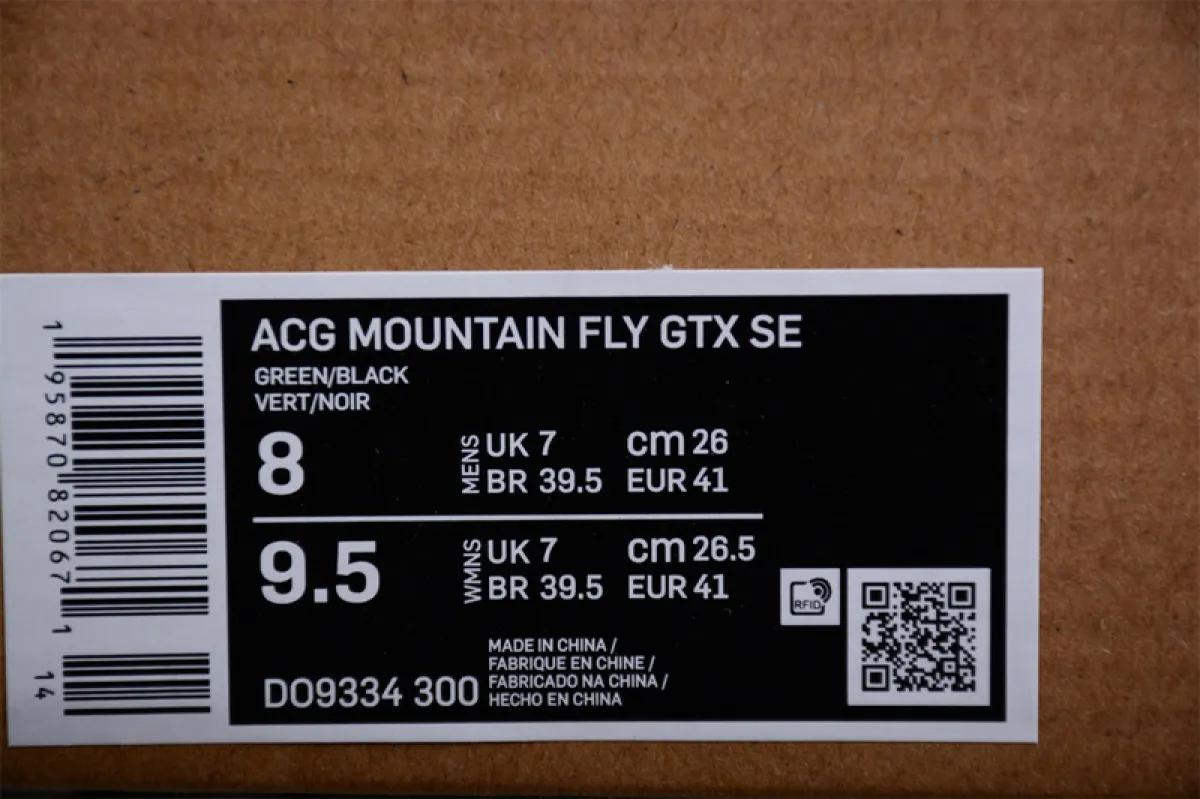 ACG MOUNTAIN FLY GTX SE
GREEN/BLACK
VERT/NOIR
8
MENS
UK 7 cm 26
BR 39.5 EUR 41
9.5
WMNS
UK 7 cm 26.5
BR 39.5 EUR 41
RFID
MADE IN CHINA /
FABRIQUE EN CHINE /
FABRICADO NA CHINA /
HECHO EN CHINA
DO9334 300
1 95870 82067 1
14